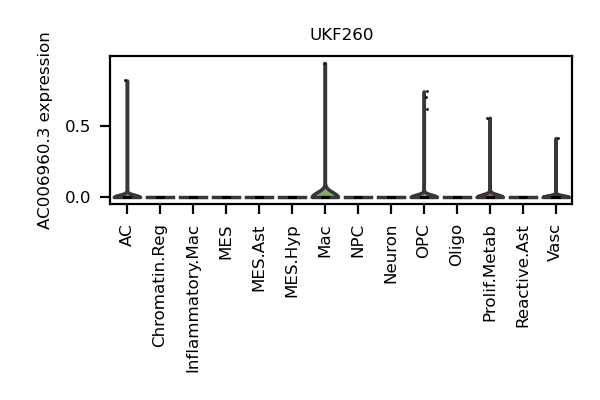 UKF260
AC006960.3 expression
0.5
0.0
AC
Chromatin.Reg
Inflammatory.Mac
MES
MES.Ast
MES.Hyp
Mac
NPC
Neuron
OPC
Oligo
Prolif.Metab
Reactive.Ast
Vasc